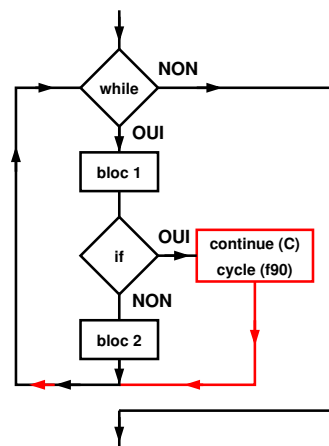 while
NON
OUI
bloc 1
if
OUI
continue (C)
cycle (f90)
NON
bloc 2